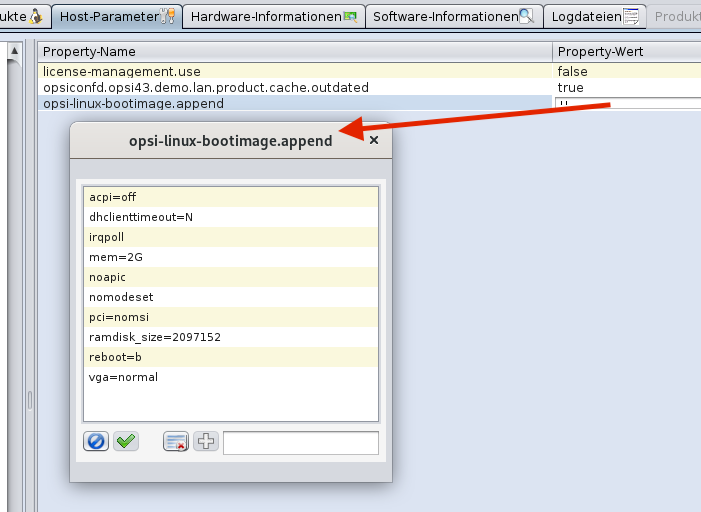 ukte Host-Parameter Hardware-Informationen Software-Informationen Logdateien Produkt
Property-Name Property-Wert
license-management.use false
opsiconfd.opsi43.demo.lan.product.cache.outdated true
opsi-linux-bootimage.append
opsi-linux-bootimage.append
acpi=off
dhclienttimeout=N
irqpoll
mem=2G
noapic
nomodeset
pci=nomsi
ramdisk_size=2097152
reboot=b
vga=normal